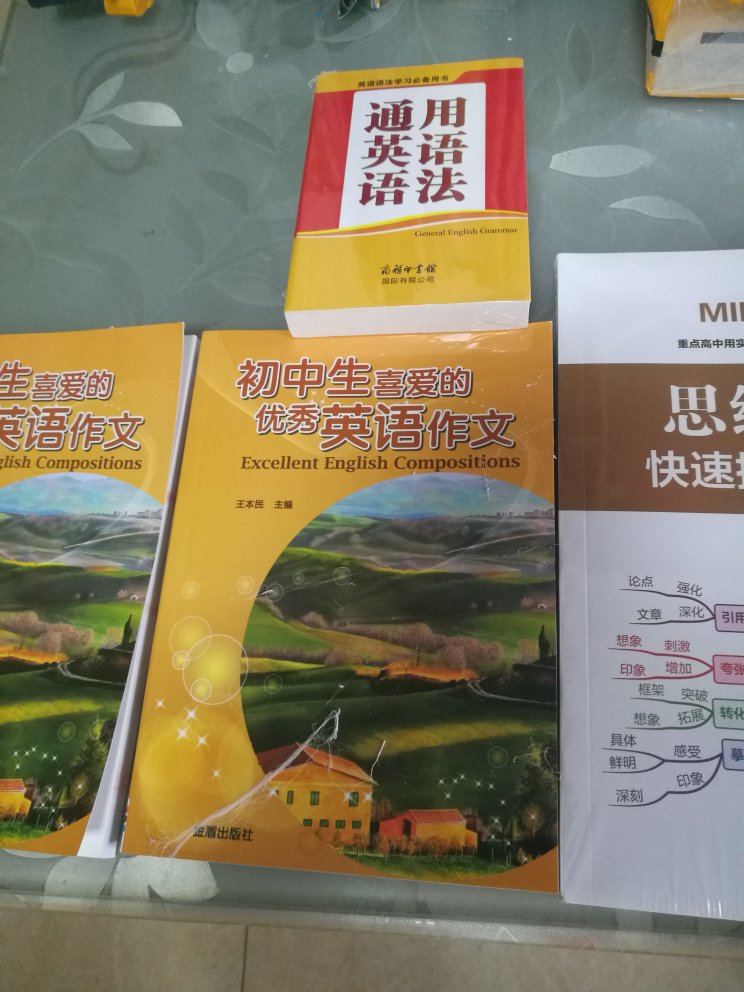 英语语法学习必备用书
通用
英语
语法
General English Grammar
商务印书馆
国际有限公司
生喜爱的
英语作文
glish Compositions
初中生喜爱的
优秀英语作文
Excellent English Compositions
王本民 主编
金盾出版社
MI
重点高中用实
思
快速
论点 强化
文章 深化
引用
想象 刺激
印象 增加
夸张
框架 突破
想象 拓展
转化
具体
鲜明
感受
深刻 印象
摹